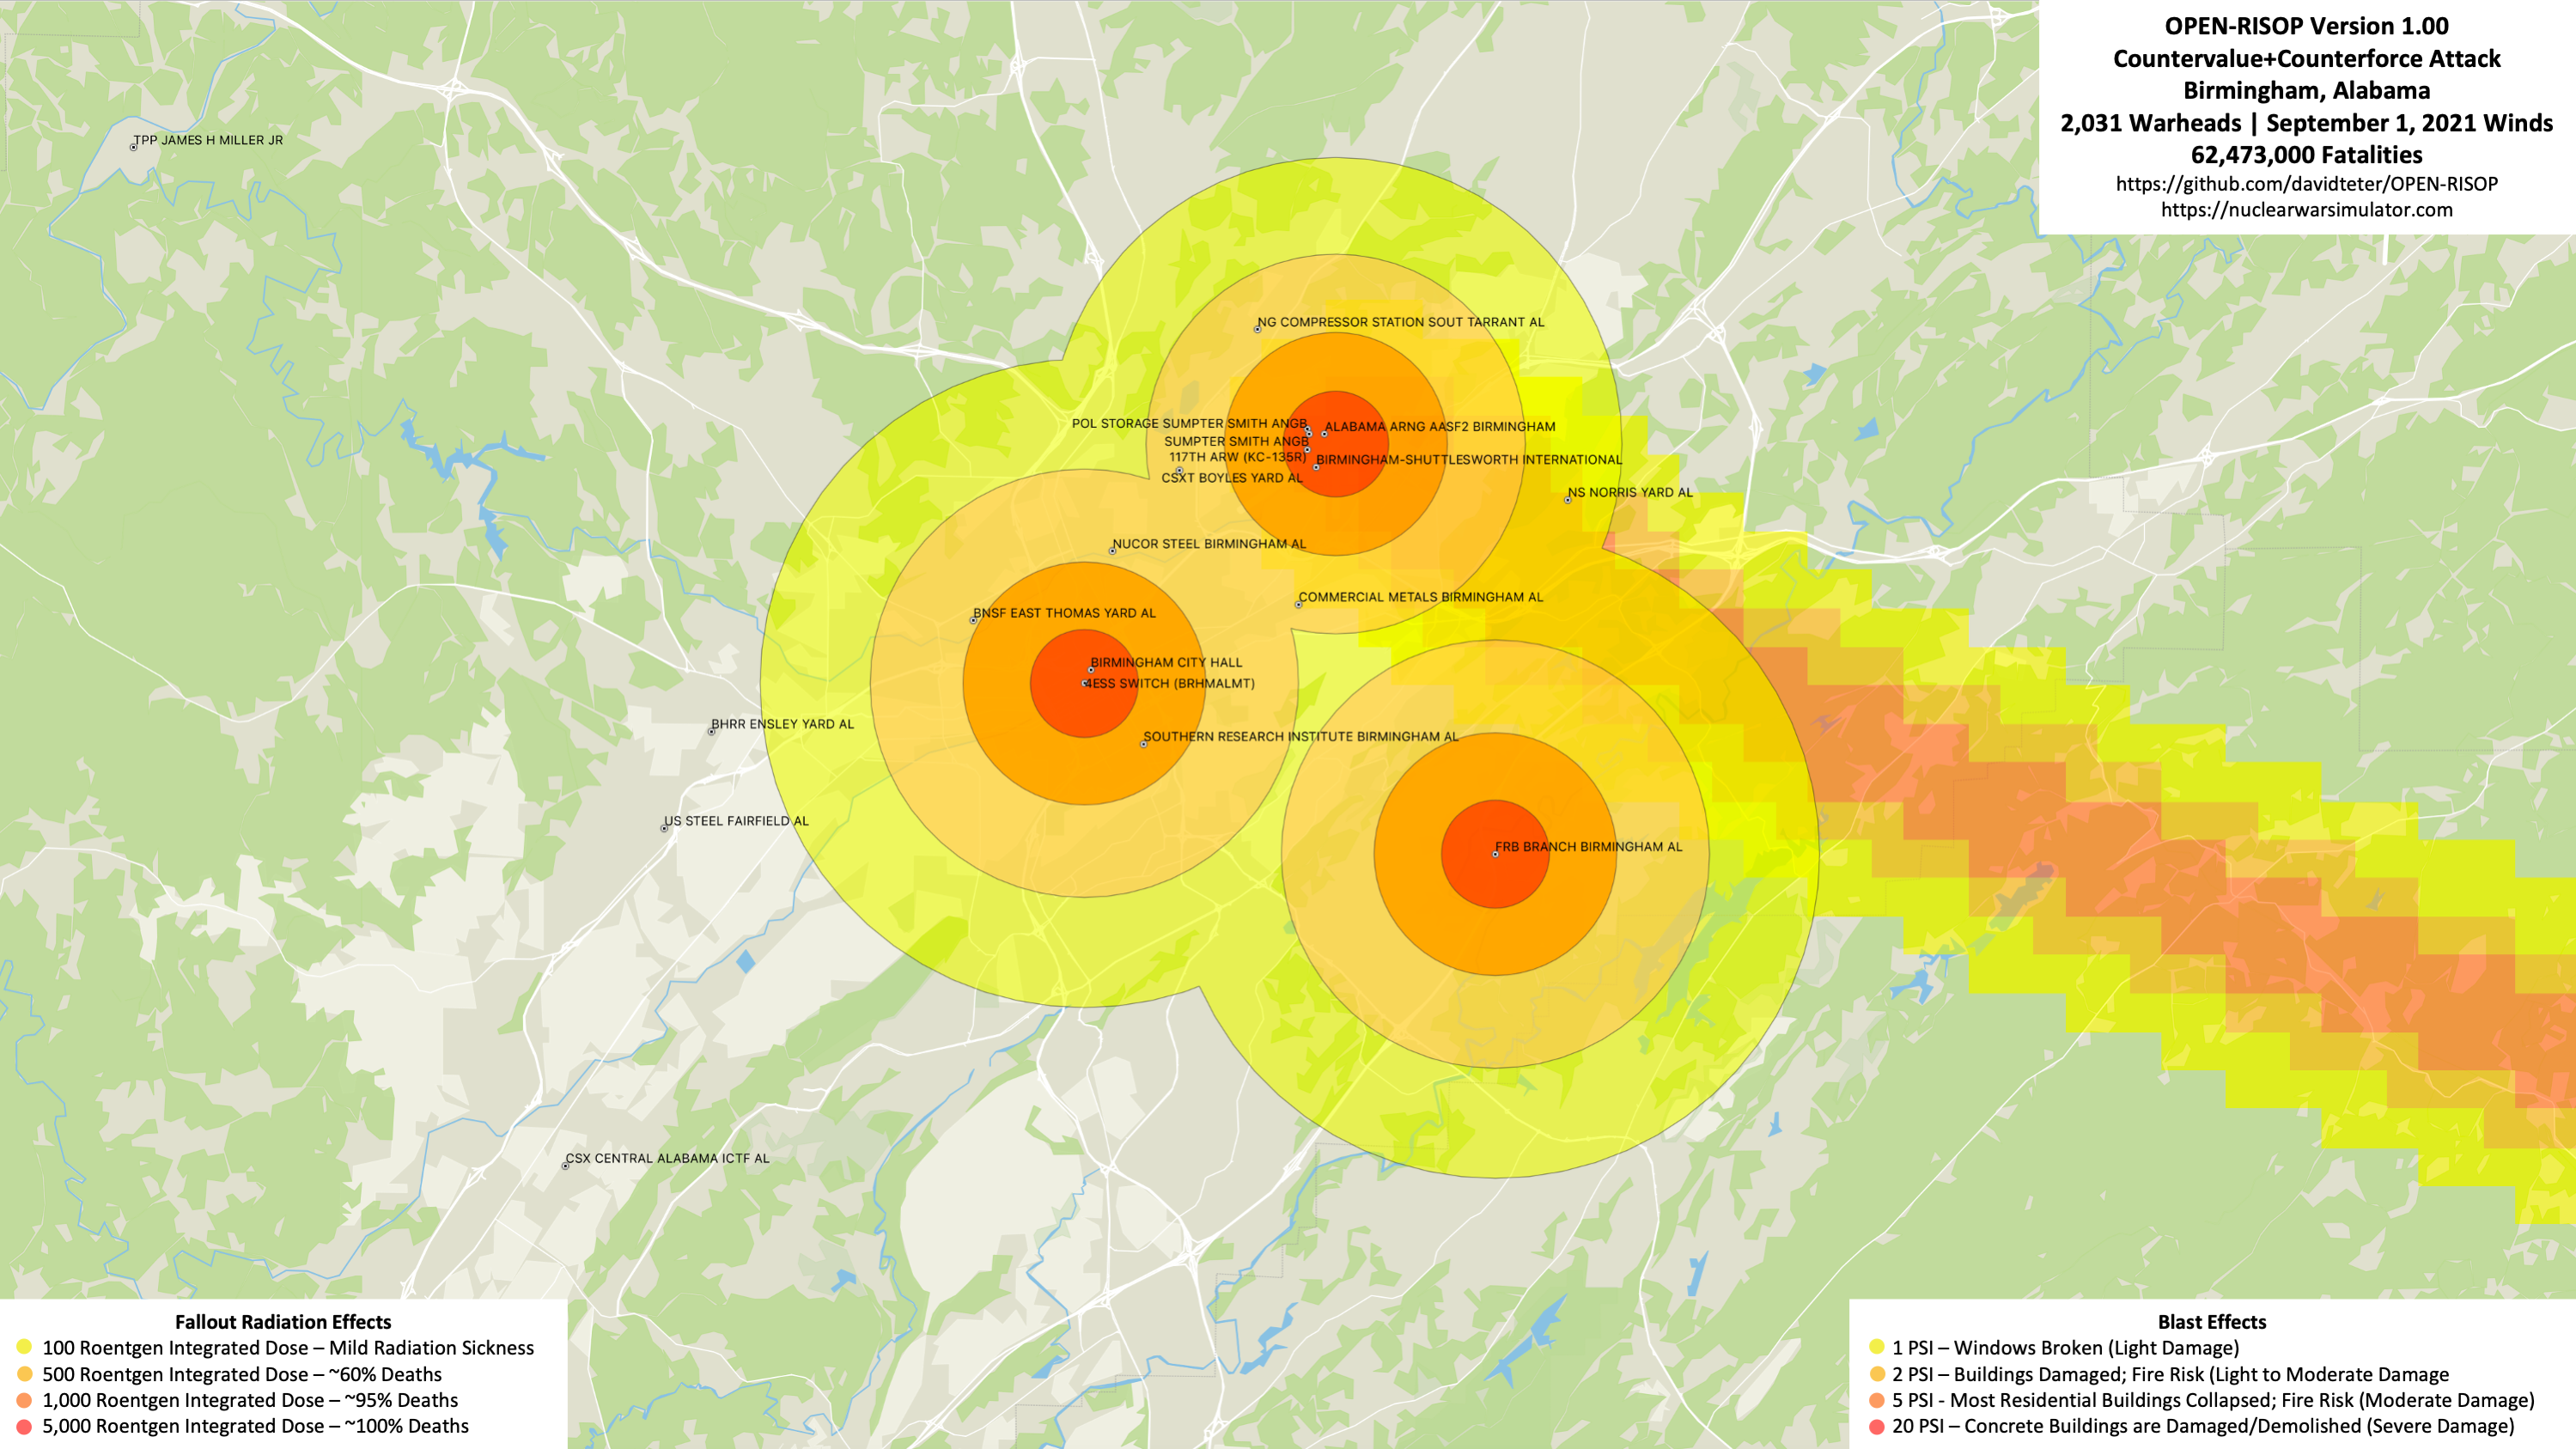 OPEN-RISOP Version 1.00
Countervalue+Counterforce Attack
Birmingham, Alabama
2,031 Warheads | September 1, 2021 Winds
62,473,000 Fatalities
https://github.com/davidteter/OPEN-RISOP
https://nuclearwarsimulator.com
TPP JAMES H MILLER JR
NG COMPRESSOR STATION SOUT TARRANT AL
POL STORAGE SUMPTER SMITH ANGB
ALABAMA ARNG AASF2 BIRMINGHAM
SUMPTER SMITH ANGB
117TH ARW (KC-135R)
BIRMINGHAM-SHUTTLESWORTH INTERNATIONAL
CSXT BOYLES YARD AL
NS NORRIS YARD AL
NUCOR STEEL BIRMINGHAM AL
COMMERCIAL METALS BIRMINGHAM AL
BNSF EAST THOMAS YARD AL
BIRMINGHAM CITY HALL
4ESS SWITCH (BRHMALMT)
BHRR ENSLEY YARD AL
SOUTHERN RESEARCH INSTITUTE BIRMINGHAM AL
US STEEL FAIRFIELD AL
FRB BRANCH BIRMINGHAM AL
CSX CENTRAL ALABAMA ICTF AL
Fallout Radiation Effects
100 Roentgen Integrated Dose – Mild Radiation Sickness
500 Roentgen Integrated Dose – ~60% Deaths
1,000 Roentgen Integrated Dose – ~95% Deaths
5,000 Roentgen Integrated Dose – ~100% Deaths
Blast Effects
1 PSI – Windows Broken (Light Damage)
2 PSI – Buildings Damaged; Fire Risk (Light to Moderate Damage
5 PSI - Most Residential Buildings Collapsed; Fire Risk (Moderate Damage)
20 PSI – Concrete Buildings are Damaged/Demolished (Severe Damage)